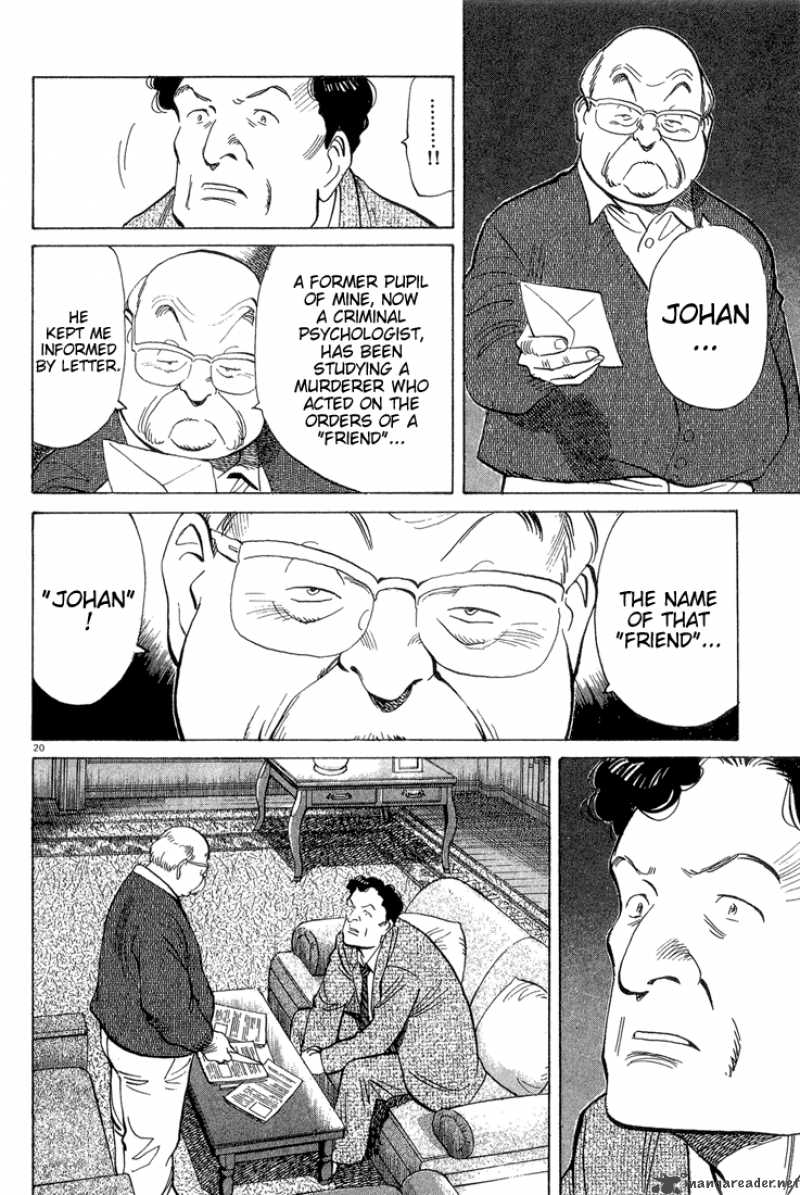 JOHAN
...
........!!
A FORMER PUPIL
OF MINE, NOW
A CRIMINAL
PSYCHOLOGIST,
HAS BEEN
STUDYING A
MURDERER WHO
ACTED ON THE
ORDERS OF A
"FRIEND"...
HE
KEPT ME
INFORMED
BY LETTER.
THE NAME
OF THAT
"FRIEND"...
"JOHAN"
!
20
mangareader.net